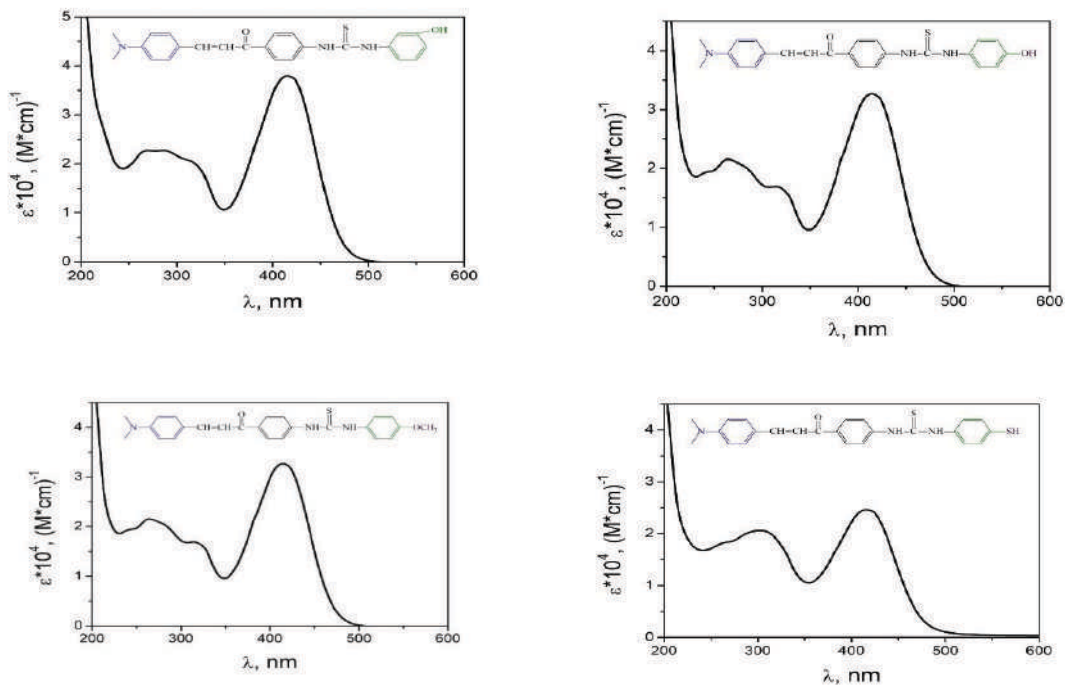 N
CH=CH
O
C
NH
S
C
NH
OH
ε*10⁴, (M*cm)⁻¹
5
4
3
2
1
0
200 300 400 500 600
λ, nm
N
CH=CH
O
C
NH
S
C
NH
OH
ε*10⁴, (M*cm)⁻¹
4
3
2
1
0
200 300 400 500 600
λ, nm
N
CH=CH
O
C
NH
S
C
NH
OCH₃
ε*10⁴, (M*cm)⁻¹
4
3
2
1
0
200 300 400 500 600
λ, nm
N
CH=CH
O
C
NH
S
C
NH
SH
ε*10⁴, (M*cm)⁻¹
4
3
2
1
0
200 300 400 500 600
λ, nm